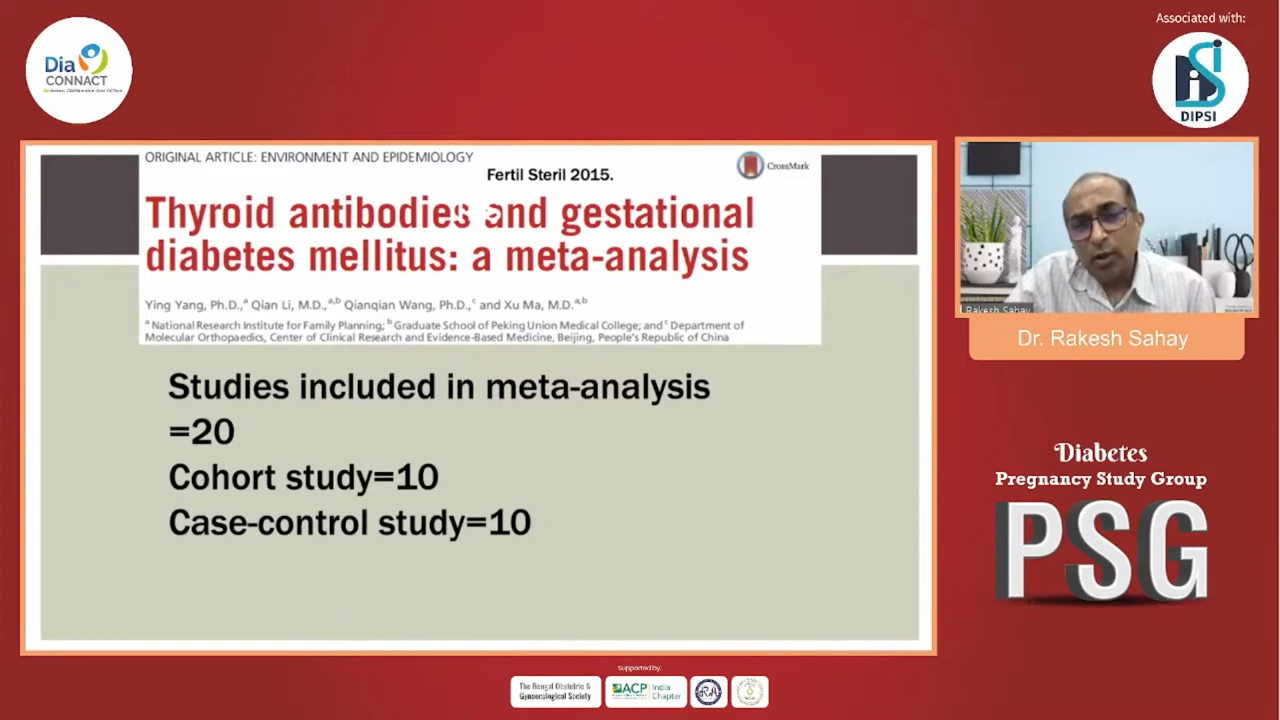 Associated with:
Dia
CONNACT
DIPSI
ORIGINAL ARTICLE: ENVIRONMENT AND EPIDEMIOLOGY
Fertil Steril 2015.
CrossMark
Thyroid antibodies and gestational
diabetes mellitus: a meta-analysis
Ying Yang, Ph.D.,a Qian Li, M.D.,a,b Qianqian Wang, Ph.D.,c and Xu Ma, M.D.a,b
a National Research Institute for Family Planning; b Graduate School of Peking Union Medical College; and c Department of
Molecular Orthopaedics, Center of Clinical Research and Evidence-Based Medicine, Beijing, People's Republic of China
Studies included in meta-analysis
=20
Cohort study=10
Case-control study=10
Rakesh Sahay
Dr. Rakesh Sahay
Diabetes
Pregnancy Study Group
PSG
supported by:
The Bengal Obstetric &
Gynaecological Society
ACP
India
Chapter